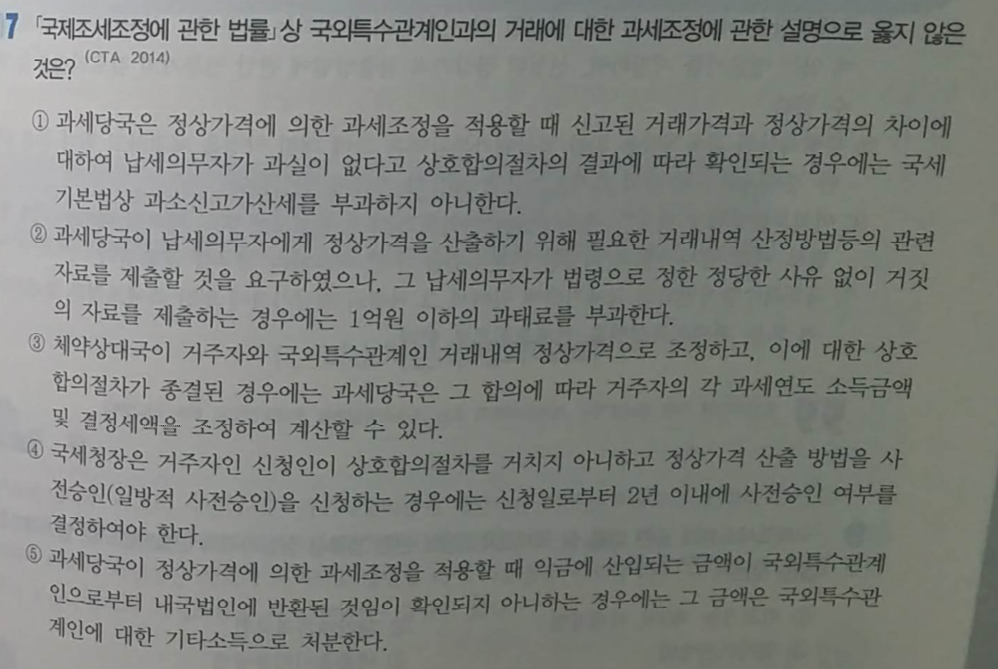 7 「국제조세조정에 관한 법률」상 국외특수관계인과의 거래에 대한 과세조정에 관한 설명으로 옳지 않은
것은? (CTA 2014)
① 과세당국은 정상가격에 의한 과세조정을 적용할 때 신고된 거래가격과 정상가격의 차이에
대하여 납세의무자가 과실이 없다고 상호합의절차의 결과에 따라 확인되는 경우에는 국세
기본법상 과소신고가산세를 부과하지 아니한다.
② 과세당국이 납세의무자에게 정상가격을 산출하기 위해 필요한 거래내역 산정방법등의 관련
자료를 제출할 것을 요구하였으나, 그 납세의무자가 법령으로 정한 정당한 사유 없이 거짓
의 자료를 제출하는 경우에는 1억원 이하의 과태료를 부과한다.
③ 체약상대국이 거주자와 국외특수관계인 거래내역 정상가격으로 조정하고, 이에 대한 상호
합의절차가 종결된 경우에는 과세당국은 그 합의에 따라 거주자의 각 과세연도 소득금액
및 결정세액을 조정하여 계산할 수 있다.
④ 국세청장은 거주자인 신청인이 상호합의절차를 거치지 아니하고 정상가격 산출 방법을 사
전승인(일방적 사전승인)을 신청하는 경우에는 신청일로부터 2년 이내에 사전승인 여부를
결정하여야 한다.
⑤ 과세당국이 정상가격에 의한 과세조정을 적용할 때 익금에 산입되는 금액이 국외특수관계
인으로부터 내국법인에 반환된 것임이 확인되지 아니하는 경우에는 그 금액은 국외특수관
계인에 대한 기타소득으로 처분한다.